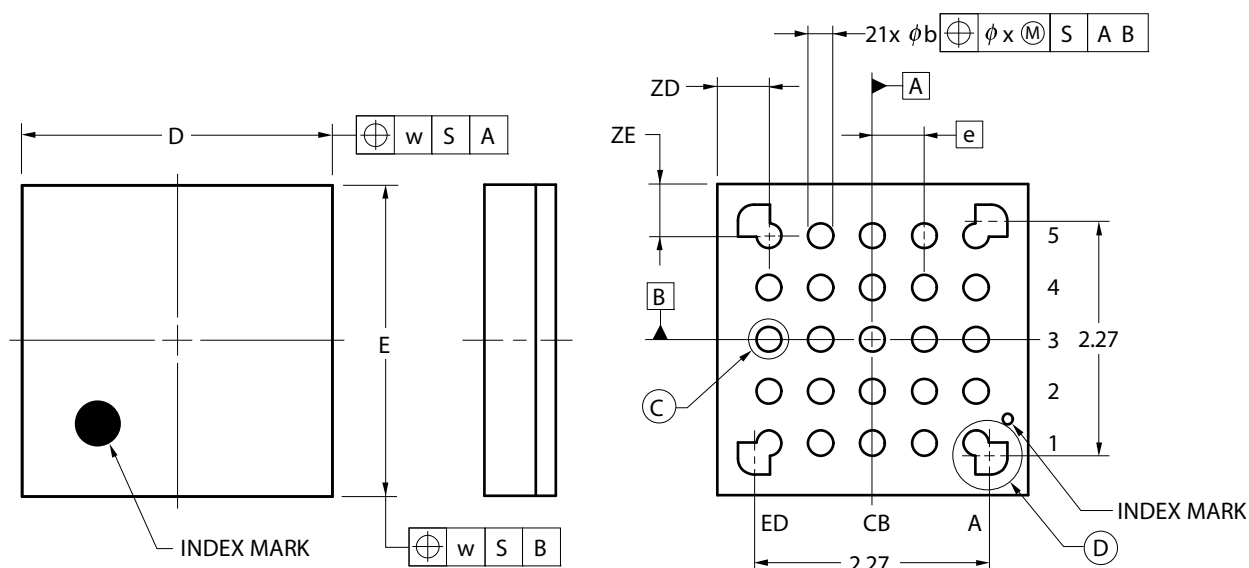 21x ϕb ⌖ ϕx Ⓜ S A B
ZD
A
ZE
e
D
⌖ w S A
5
4
B
3
2.27
E
2
C
1
INDEX MARK
ED CB A
INDEX MARK
D
⌖ w S B
2.27